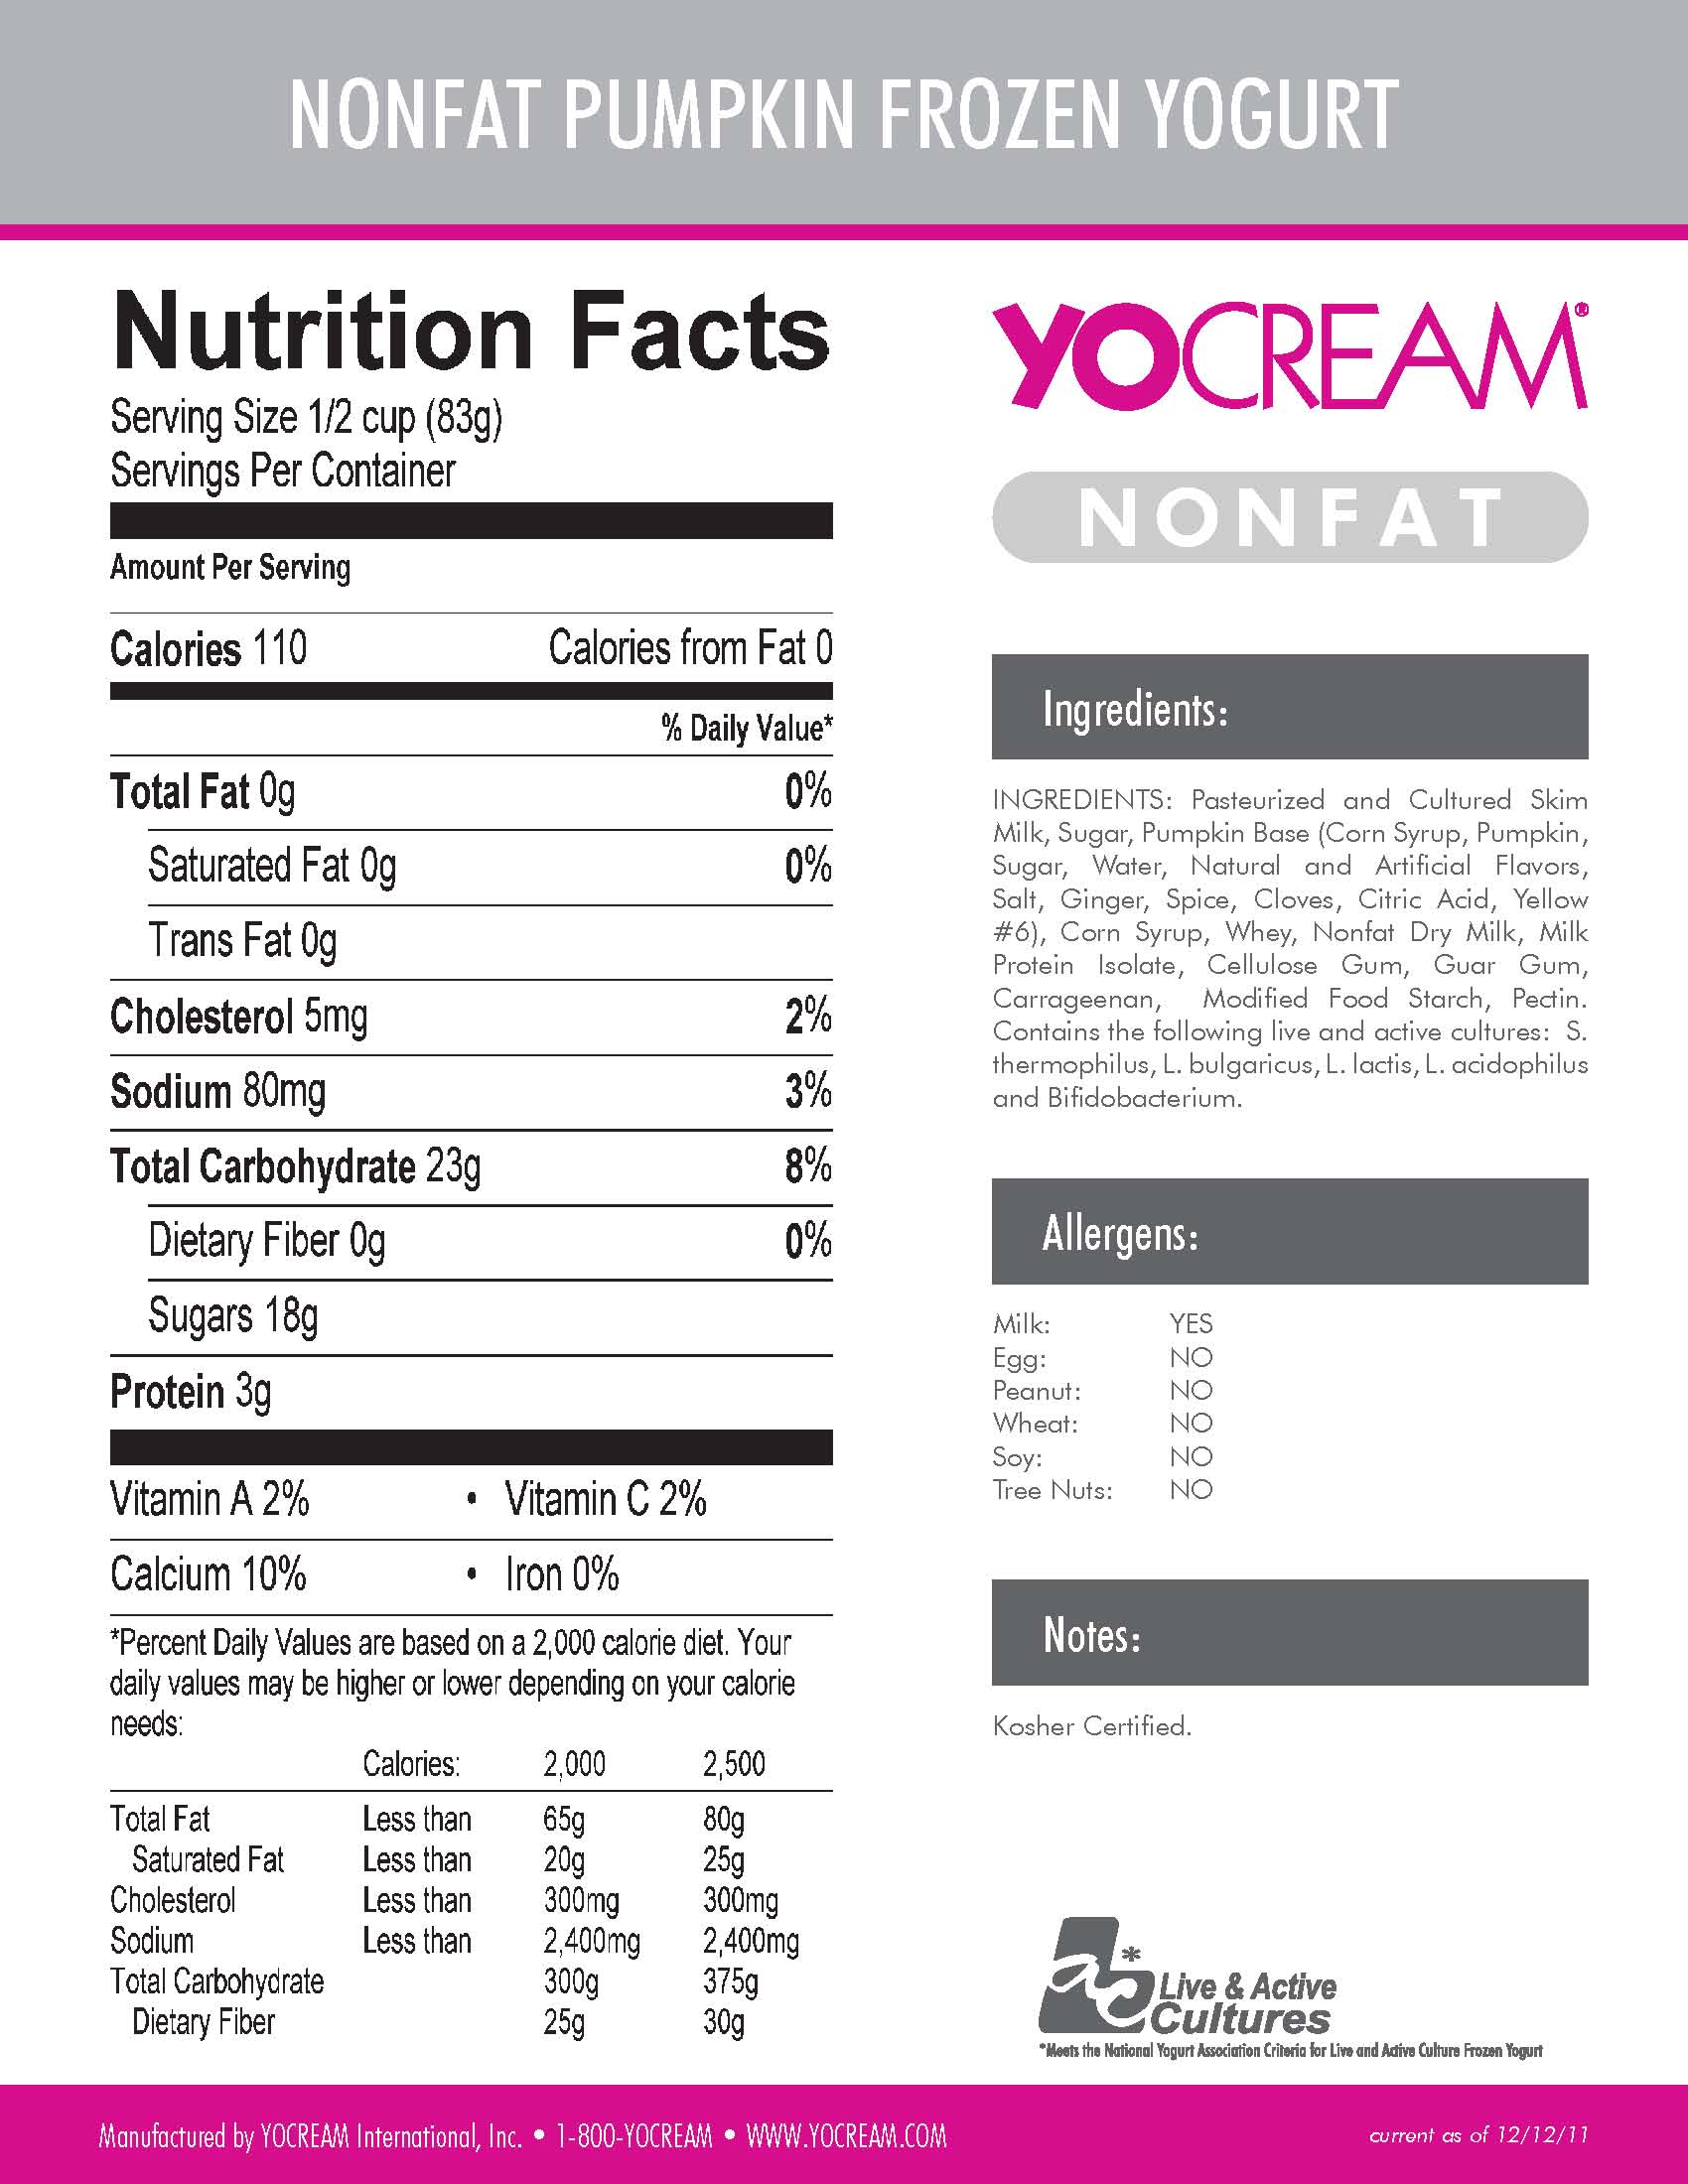 NONFAT PUMPKIN FROZEN YOGURT
Nutrition Facts
Serving Size 1/2 cup (83g)
Servings Per Container
Amount Per Serving
Calories 110 Calories from Fat 0
% Daily Value*
Total Fat 0g 0%
Saturated Fat 0g 0%
Trans Fat 0g
Cholesterol 5mg 2%
Sodium 80mg 3%
Total Carbohydrate 23g 8%
Dietary Fiber 0g 0%
Sugars 18g
Protein 3g
Vitamin A 2% • Vitamin C 2%
Calcium 10% • Iron 0%
*Percent Daily Values are based on a 2,000 calorie diet. Your
daily values may be higher or lower depending on your calorie
needs:
Calories: 2,000 2,500
Total Fat Less than 65g 80g
Saturated Fat Less than 20g 25g
Cholesterol Less than 300mg 300mg
Sodium Less than 2,400mg 2,400mg
Total Carbohydrate 300g 375g
Dietary Fiber 25g 30g
YOCREAM®
NONFAT
Ingredients:
INGREDIENTS: Pasteurized and Cultured Skim
Milk, Sugar, Pumpkin Base (Corn Syrup, Pumpkin,
Sugar, Water, Natural and Artificial Flavors,
Salt, Ginger, Spice, Cloves, Citric Acid, Yellow
#6), Corn Syrup, Whey, Nonfat Dry Milk, Milk
Protein Isolate, Cellulose Gum, Guar Gum,
Carrageenan, Modified Food Starch, Pectin.
Contains the following live and active cultures: S.
thermophilus, L. bulgaricus, L. lactis, L. acidophilus
and Bifidobacterium.
Allergens:
Milk: YES
Egg: NO
Peanut: NO
Wheat: NO
Soy: NO
Tree Nuts: NO
Notes:
Kosher Certified.
ac*
Live & Active
Cultures
*Meets the National Yogurt Association Criteria for Live and Active Culture Frozen Yogurt
Manufactured by YOCREAM International, Inc. • 1-800-YOCREAM • WWW.YOCREAM.COM
current as of 12/12/11